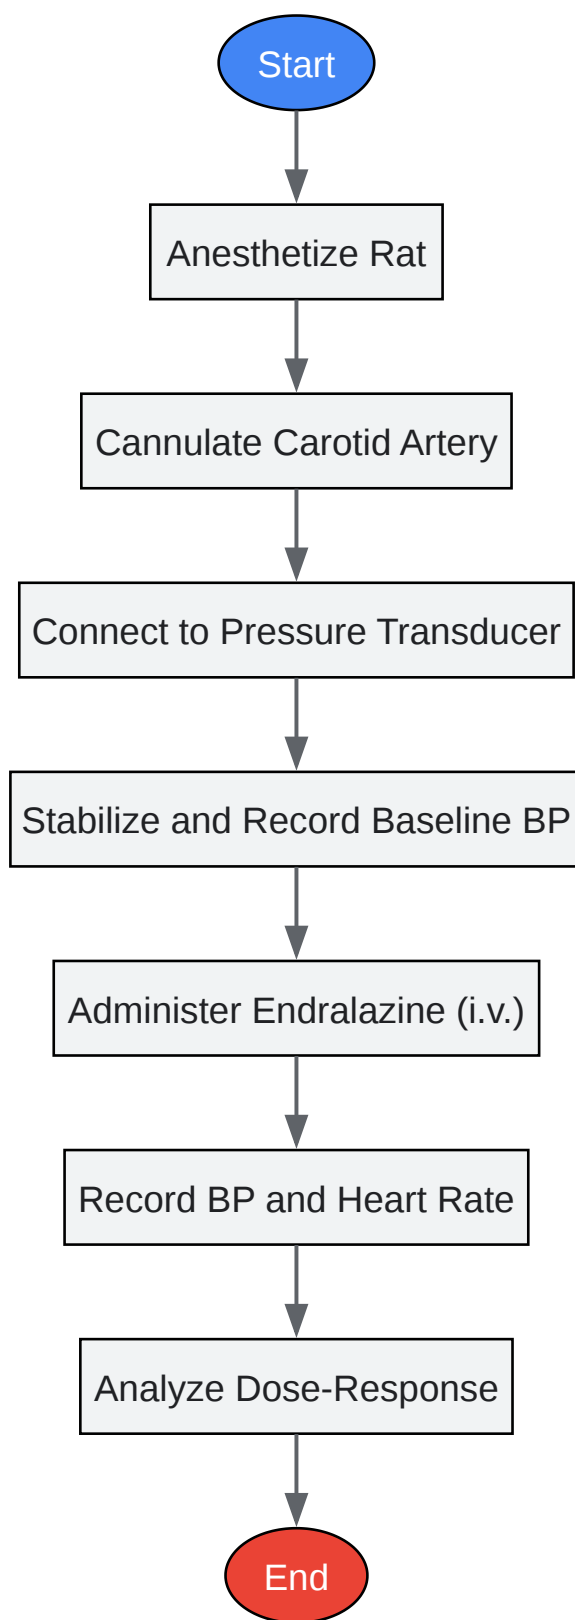 Start
Anesthetize Rat
Cannulate Carotid Artery
Connect to Pressure Transducer
Stabilize and Record Baseline BP
Administer Endralazine (i.v.)
Record BP and Heart Rate
Analyze Dose-Response
End